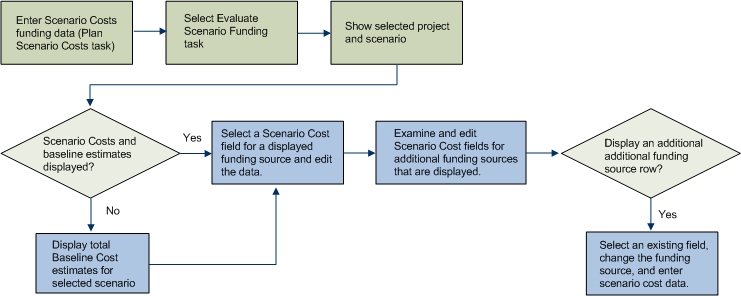 Enter Scenario Costs
funding data (Plan
Scenario Costs task)
Select Evaluate
Scenario Funding
task
Show selected project
and scenario
Scenario Costs and
baseline estimates
displayed?
Yes
Select a Scenario Cost
field for a displayed
funding source and edit
the data.
Examine and edit
Scenario Cost fields for
additional funding sources
that are displayed.
Display an additional
additional funding
source row?
No
Yes
Display total
Baseline Cost
estimates for
selected scenario
Select an existing field,
change the funding
source, and enter
scenario cost data.